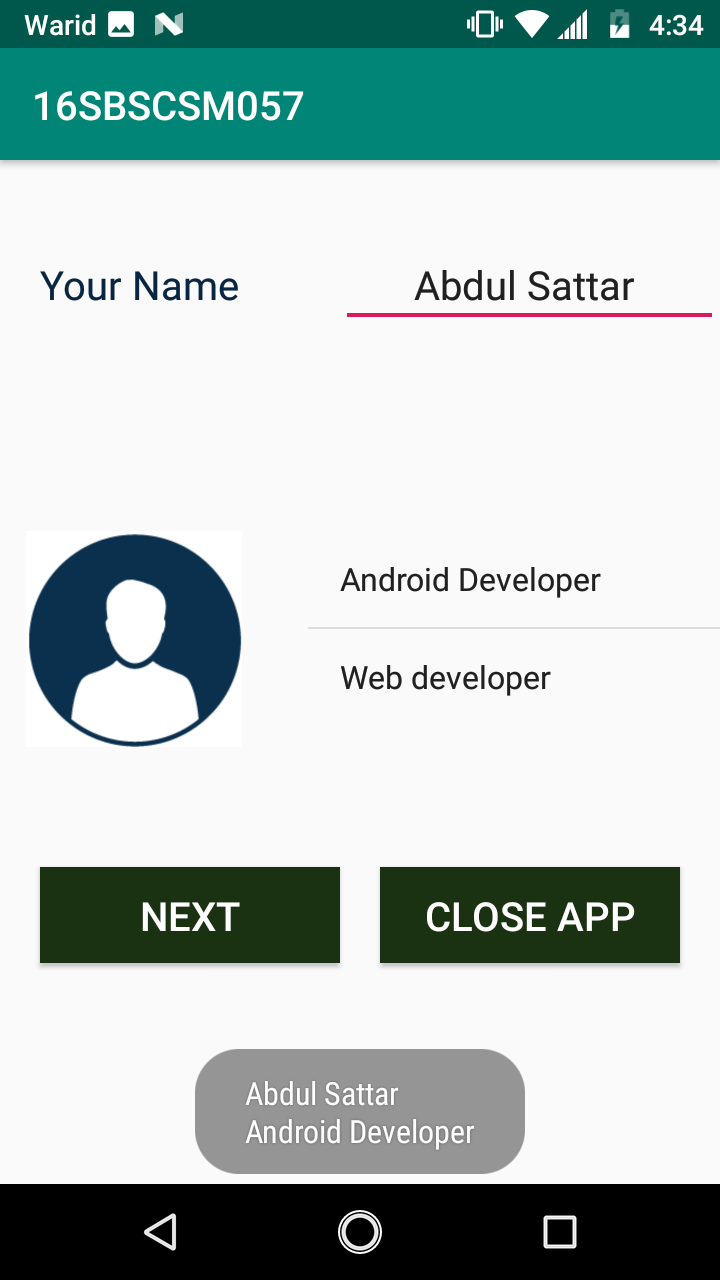 Warid 4:34
16SBSCSM057
Your Name Abdul Sattar
Android Developer
Web developer
NEXT CLOSE APP
Abdul Sattar
Android Developer